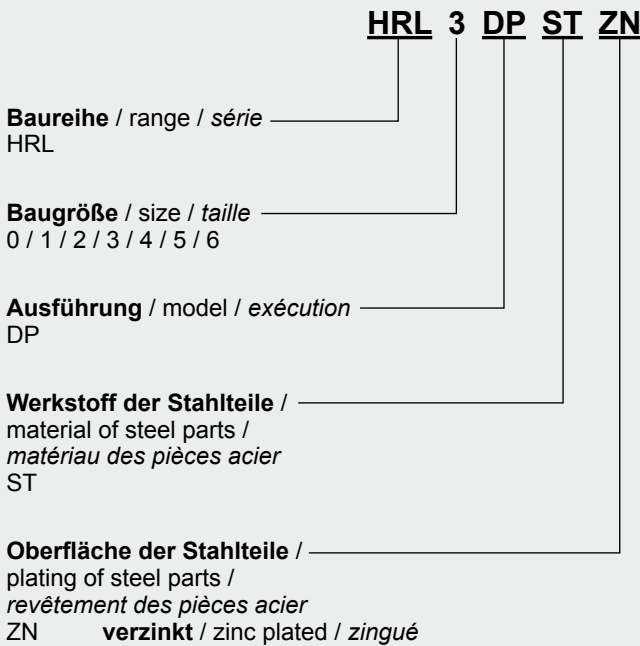 HRL 3 DP ST ZN
Baureihe / range / série
HRL
Baugröße / size / taille
0 / 1 / 2 / 3 / 4 / 5 / 6
Ausführung / model / exécution
DP
Werkstoff der Stahlteile /
material of steel parts /
matériau des pièces acier
ST
Oberfläche der Stahlteile /
plating of steel parts /
revêtement des pièces acier
ZN verzinkt / zinc plated / zingué